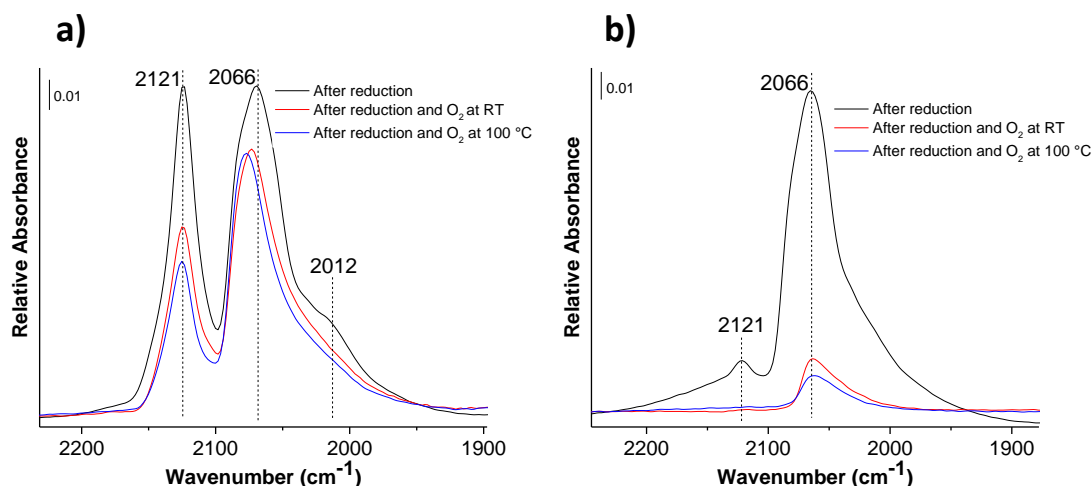 a)
2121
2066
0.01
After reduction
After reduction and O₂ at RT
After reduction and O₂ at 100 °C
2012
Relative Absorbance
2200
2100
2000
1900
Wavenumber (cm⁻¹)
b)
0.01
2066
After reduction
After reduction and O₂ at RT
After reduction and O₂ at 100 °C
2121
Relative Absorbance
2200
2100
2000
1900
Wavenumber (cm⁻¹)